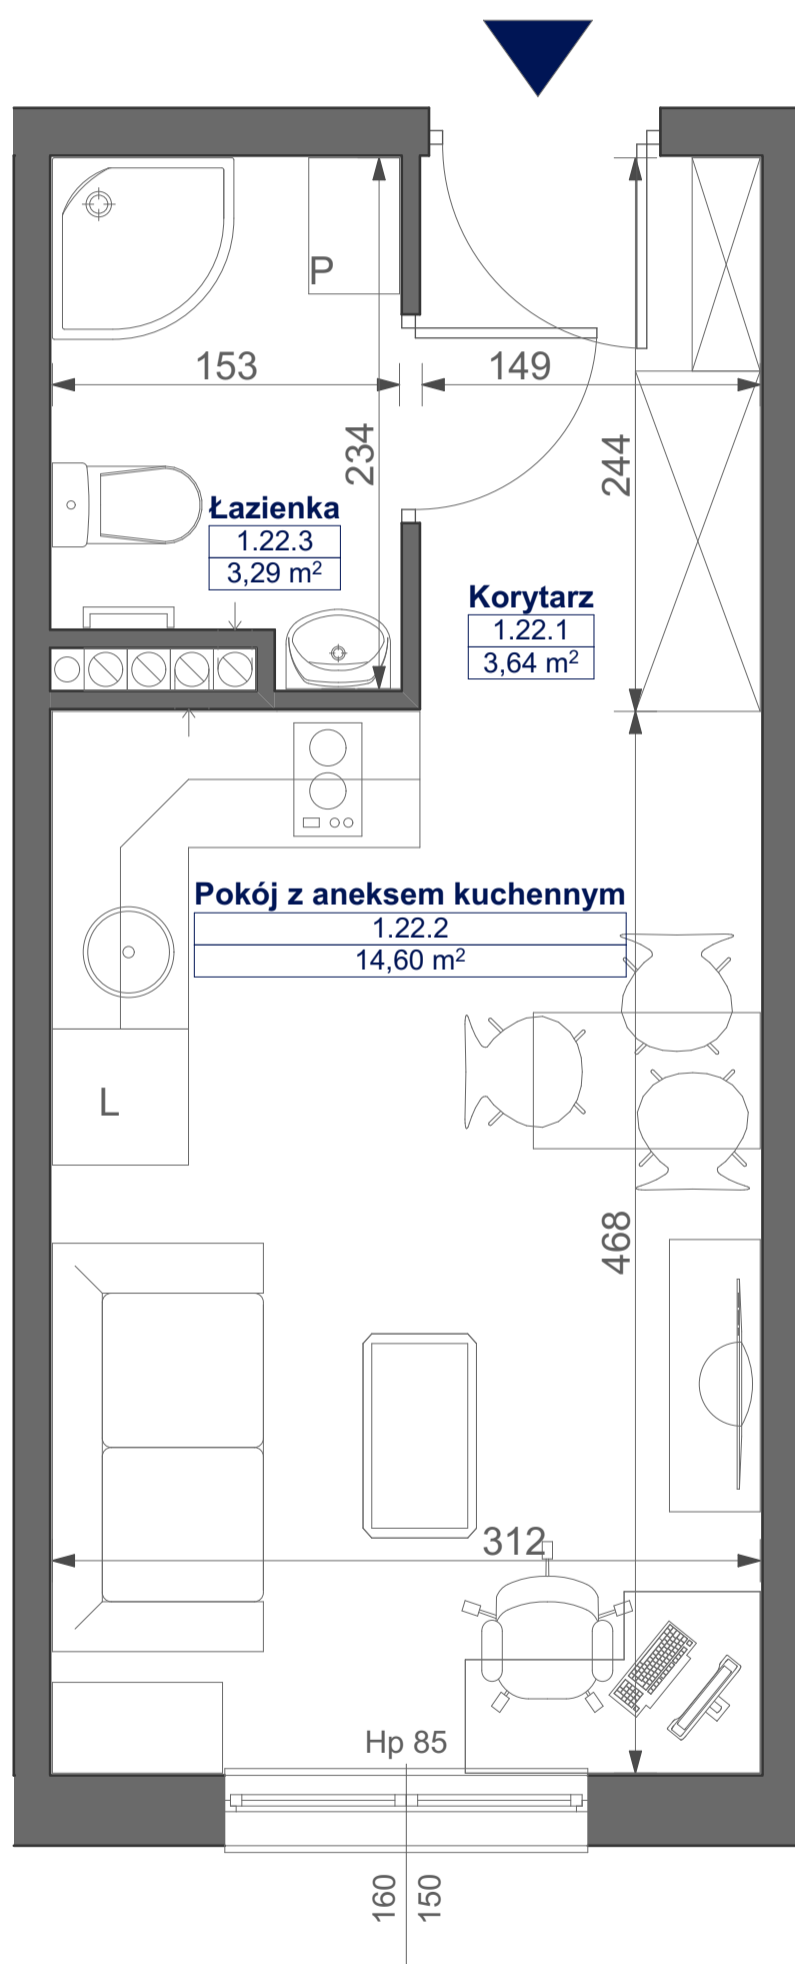 P
153
149
234
244
Łazienka
1.22.3
3,29 m²
Korytarz
1.22.1
3,64 m²
Pokój z aneksem kuchennym
1.22.2
14,60 m²
L
468
312
Hp 85
160
150